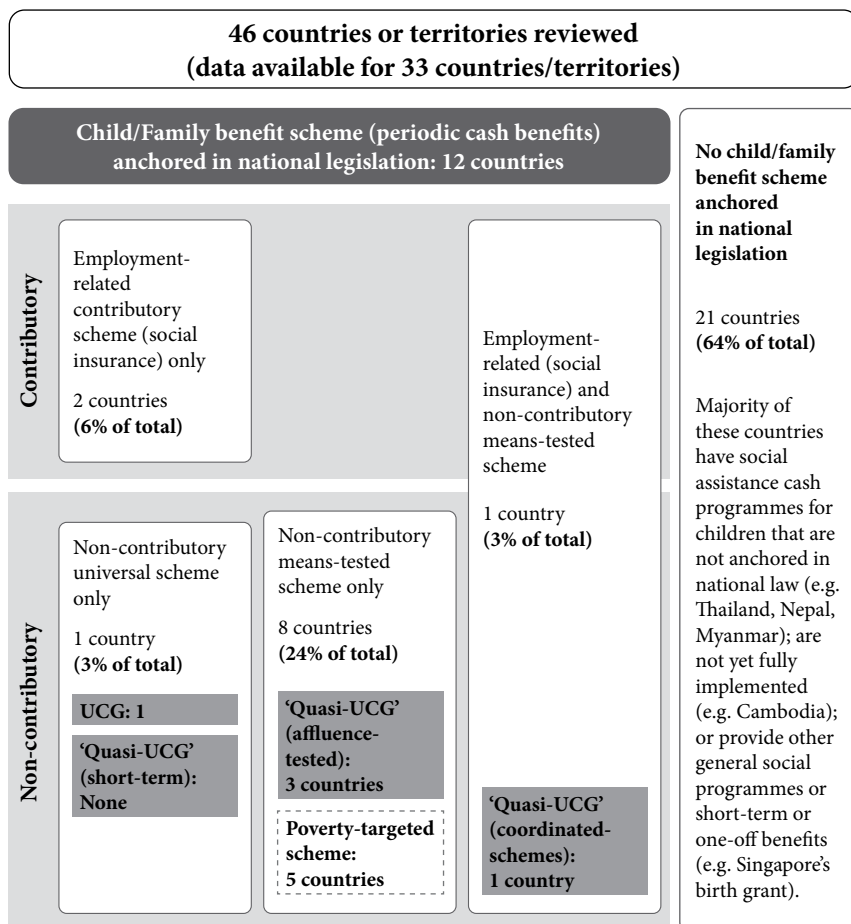 46 countries or territories reviewed
(data available for 33 countries/territories)
Child/Family benefit scheme (periodic cash benefits)
anchored in national legislation: 12 countries
Contributory
Employment-
related
contributory
scheme (social
insurance) only
2 countries
(6% of total)
Employment-
related (social
insurance) and
non-contributory
means-tested
scheme
1 country
(3% of total)
‘Quasi-UCG’
(coordinated-
schemes):
1 country
Non-contributory
Non-contributory
universal scheme
only
1 country
(3% of total)
UCG: 1
‘Quasi-UCG’
(short-term):
None
Non-contributory
means-tested
scheme only
8 countries
(24% of total)
‘Quasi-UCG’
(affluence-
tested):
3 countries
Poverty-targeted
scheme:
5 countries
No child/family
benefit scheme
anchored
in national
legislation
21 countries
(64% of total)
Majority of
these countries
have social
assistance cash
programmes for
children that are
not anchored in
national law (e.g.
Thailand, Nepal,
Myanmar); are
not yet fully
implemented
(e.g. Cambodia);
or provide other
general social
programmes or
short-term or
one-off benefits
(e.g. Singapore’s
birth grant).